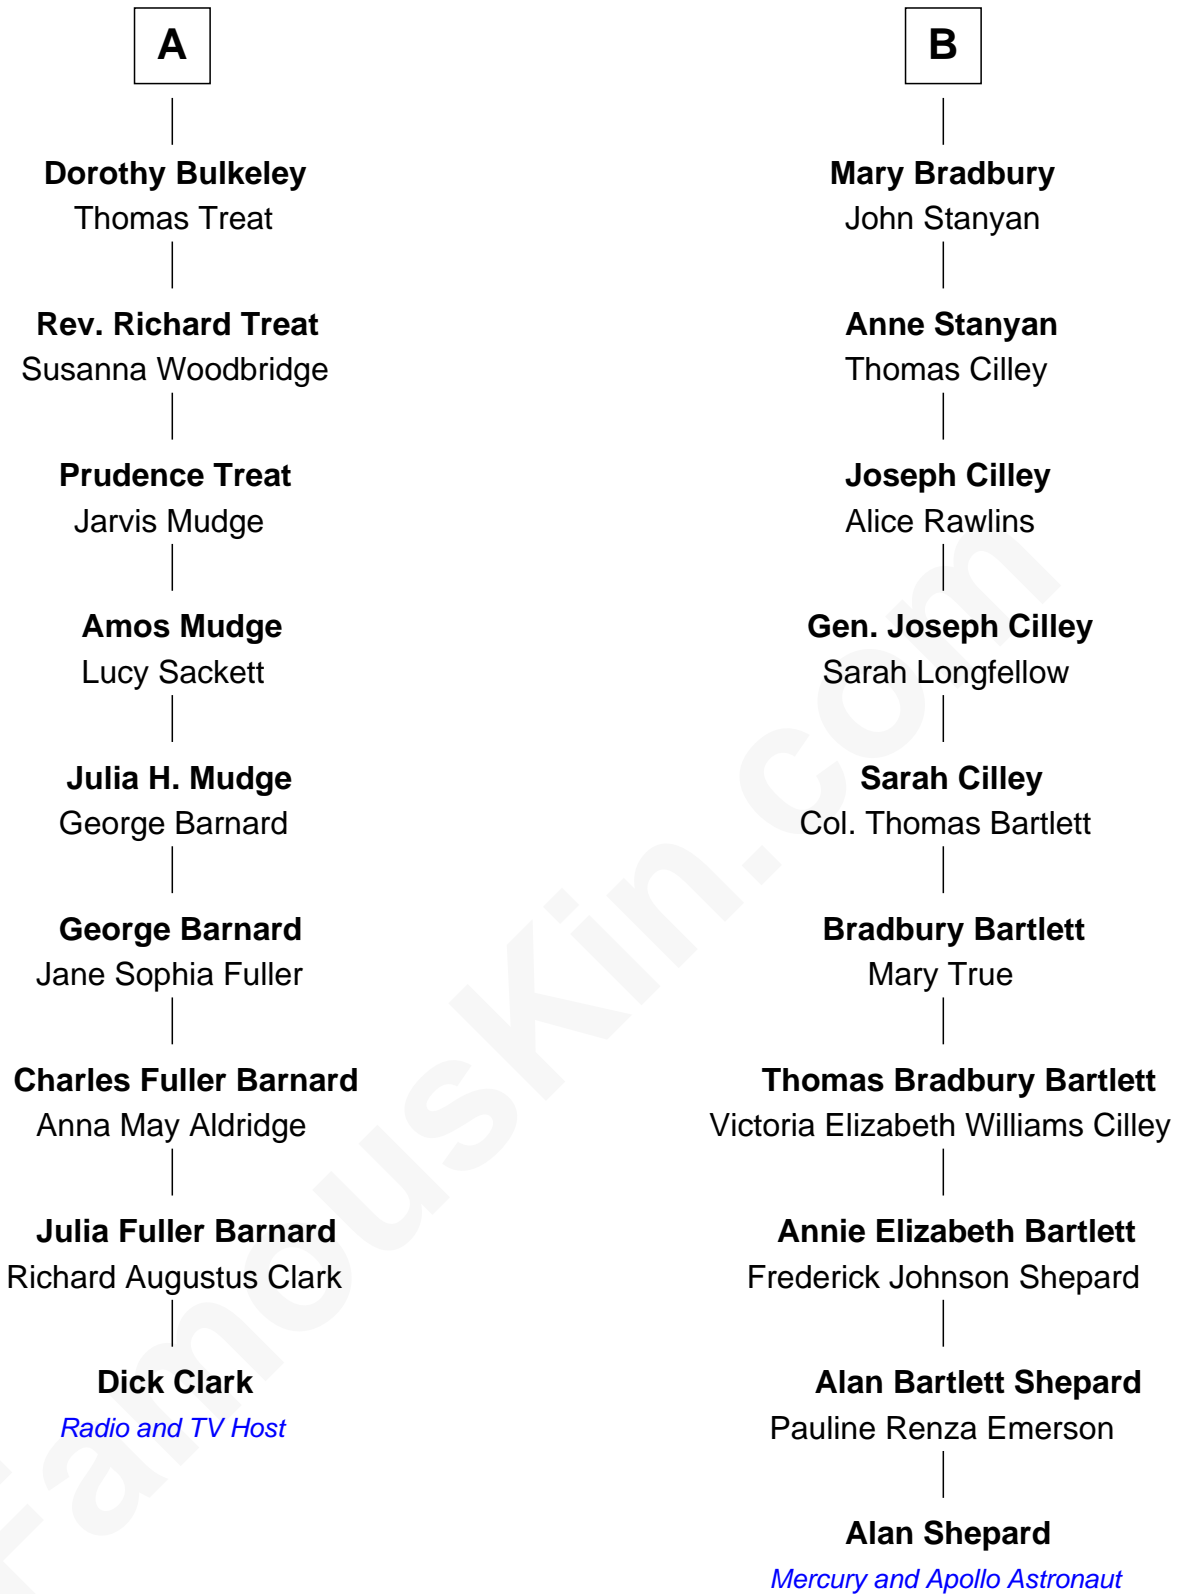 A
Dorothy Bulkeley
Thomas Treat
Rev. Richard Treat
Susanna Woodbridge
Prudence Treat
Jarvis Mudge
Amos Mudge
Lucy Sackett
Julia H. Mudge
George Barnard
George Barnard
Jane Sophia Fuller
Charles Fuller Barnard
Anna May Aldridge
Julia Fuller Barnard
Richard Augustus Clark
Dick Clark
Radio and TV Host
B
Mary Bradbury
John Stanyan
Anne Stanyan
Thomas Cilley
Joseph Cilley
Alice Rawlins
Gen. Joseph Cilley
Sarah Longfellow
Sarah Cilley
Col. Thomas Bartlett
Bradbury Bartlett
Mary True
Thomas Bradbury Bartlett
Victoria Elizabeth Williams Cilley
Annie Elizabeth Bartlett
Frederick Johnson Shepard
Alan Bartlett Shepard
Pauline Renza Emerson
Alan Shepard
Mercury and Apollo Astronaut
FamousKin.com